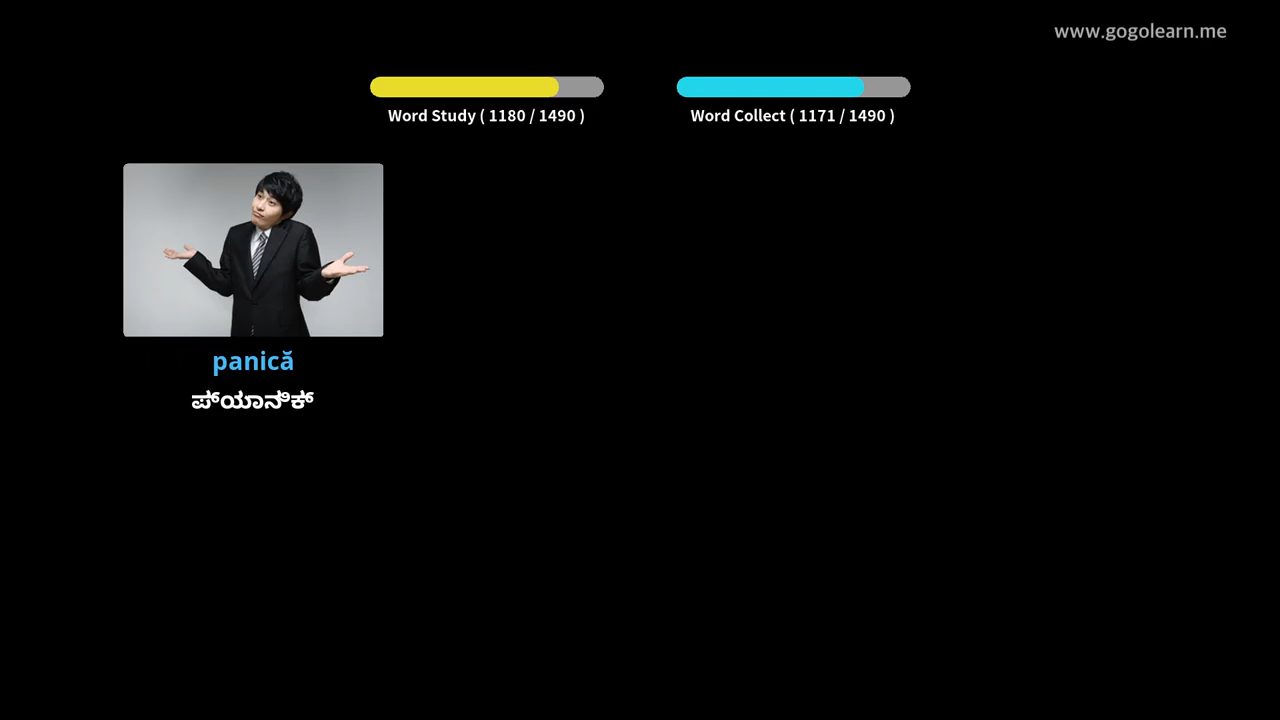 www.gogolearn.me
Word Study ( 1180 / 1490 )
Word Collect ( 1171 / 1490 )
panică
ಪ್ಯಾನಿಕ್